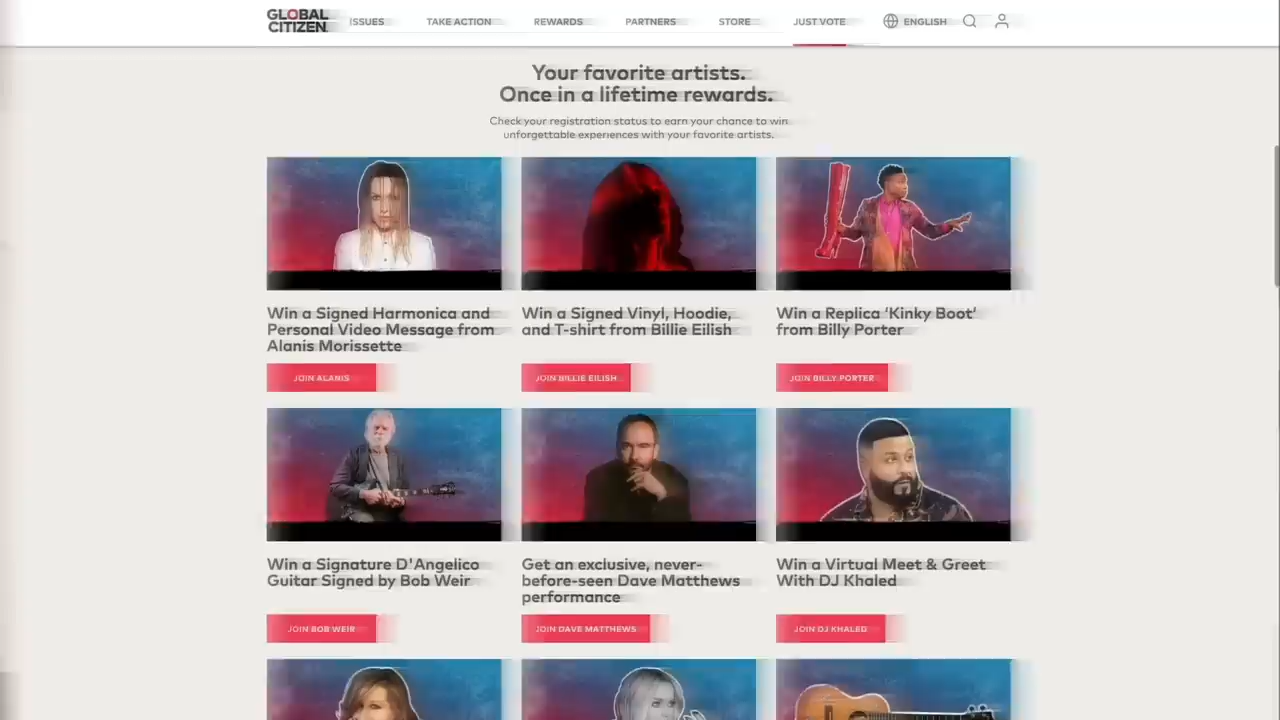 GLOBAL
CITIZEN.
ISSUES
TAKE ACTION
REWARDS
PARTNERS
STORE
JUST VOTE
ENGLISH
Your favorite artists.
Once in a lifetime rewards.
Check your registration status to earn your chance to win
unforgettable experiences with your favorite artists.
Win a Signed Harmonica and
Personal Video Message from
Alanis Morissette
JOIN ALANIS
Win a Signed Vinyl, Hoodie,
and T-shirt from Billie Eilish
JOIN BILLIE EILISH
Win a Replica ‘Kinky Boot’
from Billy Porter
JOIN BILLY PORTER
Win a Signature D'Angelico
Guitar Signed by Bob Weir
JOIN BOB WEIR
Get an exclusive, never-
before-seen Dave Matthews
performance
JOIN DAVE MATTHEWS
Win a Virtual Meet & Greet
With DJ Khaled
JOIN DJ KHALED